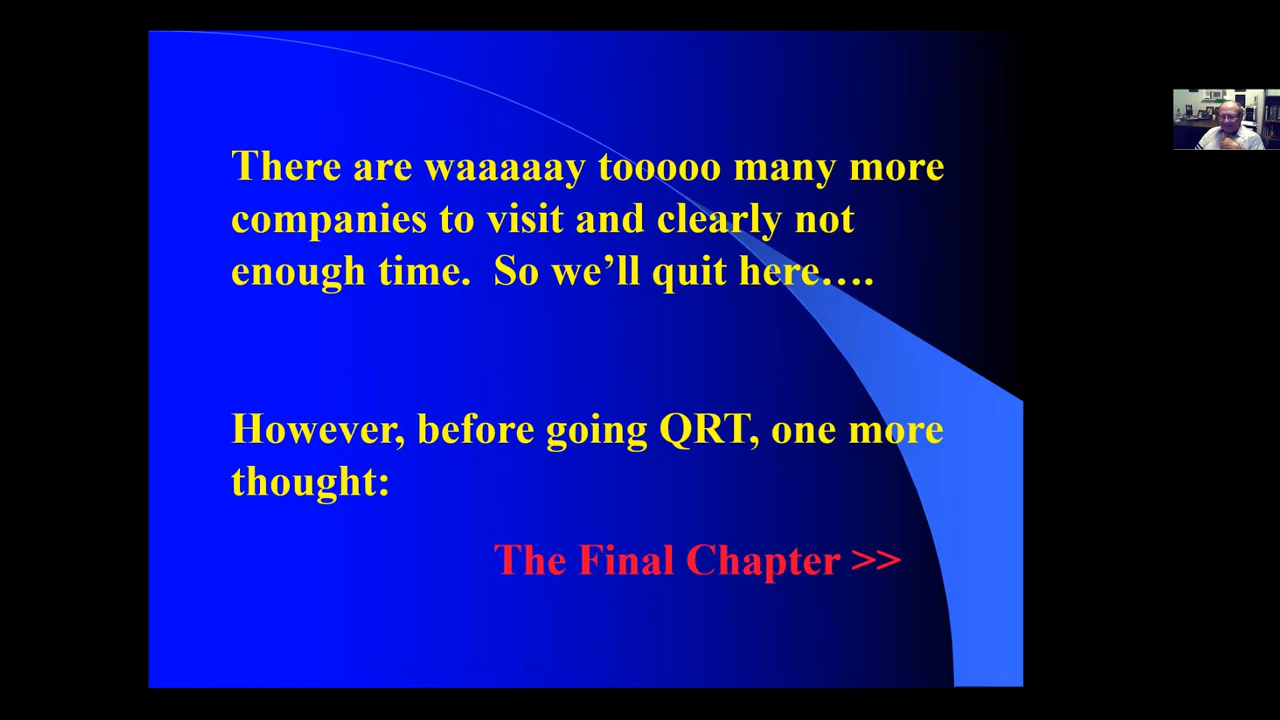 There are waaaaay tooooo many more
companies to visit and clearly not
enough time.  So we’ll quit here….
However, before going QRT, one more
thought:
The Final Chapter >>